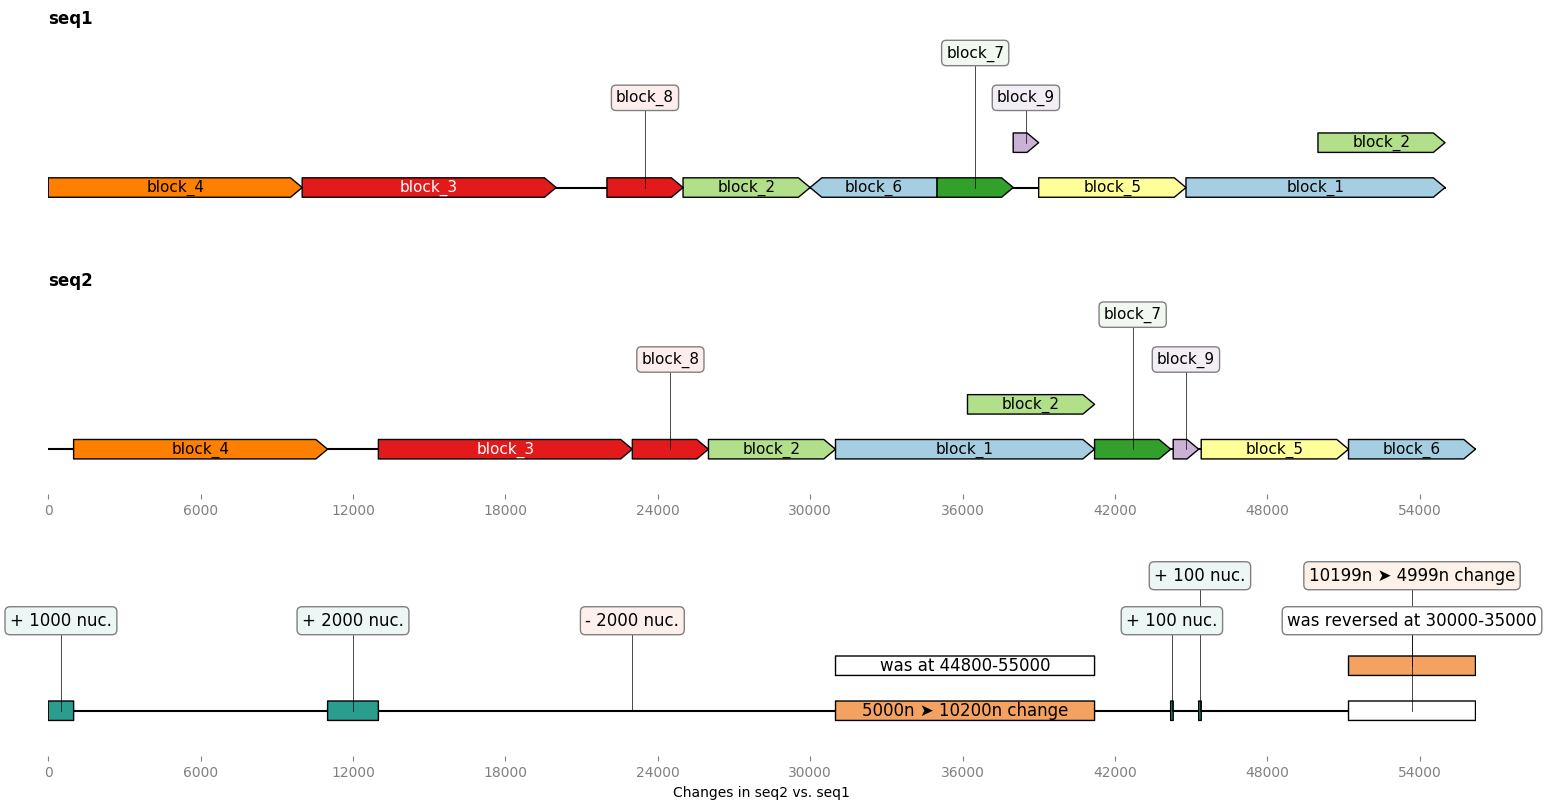 seq1
block_7
block_8
block_9
block_2
block_4
block_3
block_2
block_6
block_5
block_1
seq2
block_7
block_8
block_9
block_2
block_4
block_3
block_2
block_1
block_5
block_6
0 6000 12000 18000 24000 30000 36000 42000 48000 54000
+ 100 nuc. 10199n ➤ 4999n change
+ 1000 nuc. + 2000 nuc. - 2000 nuc. + 100 nuc. was reversed at 30000-35000
was at 44800-55000
5000n ➤ 10200n change
0 6000 12000 18000 24000 30000 36000 42000 48000 54000
Changes in seq2 vs. seq1